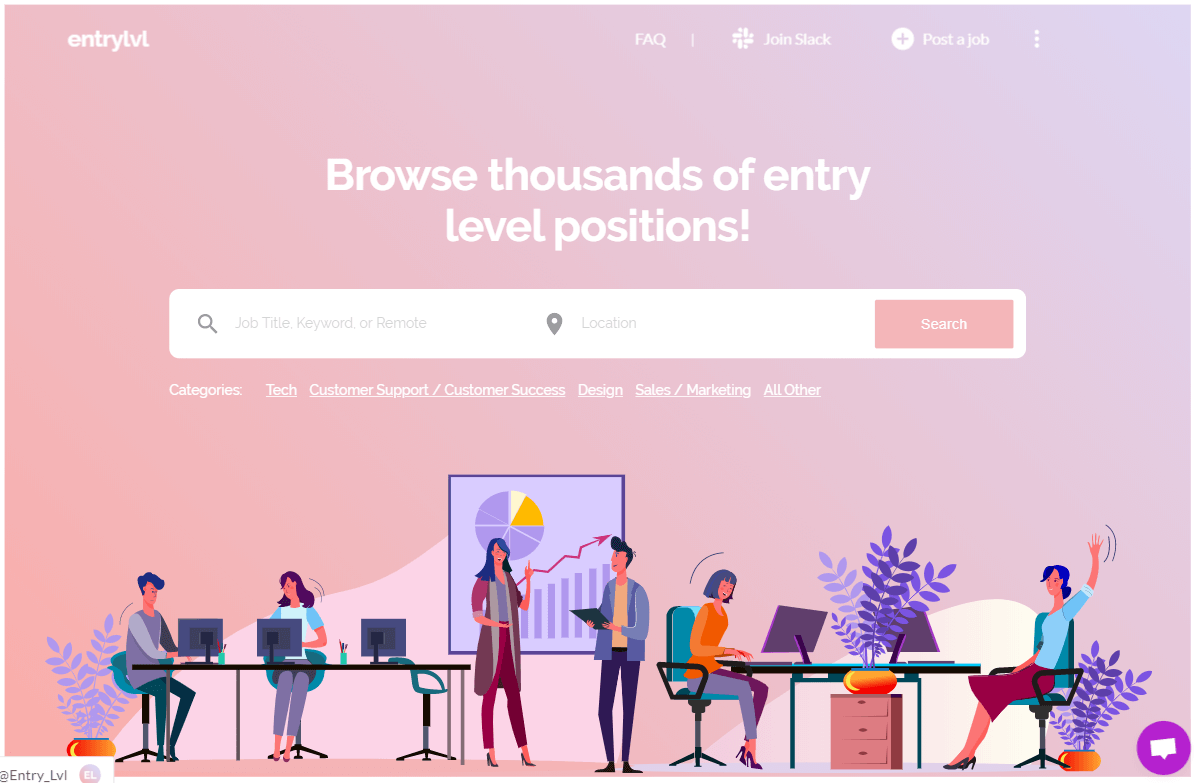 entrylvl
FAQ | Join Slack Post a job
Browse thousands of entry
level positions!
Job Title, Keyword, or Remote Location Search
Categories: Tech Customer Support / Customer Success Design Sales / Marketing All Other
@Entry_Lvl EL